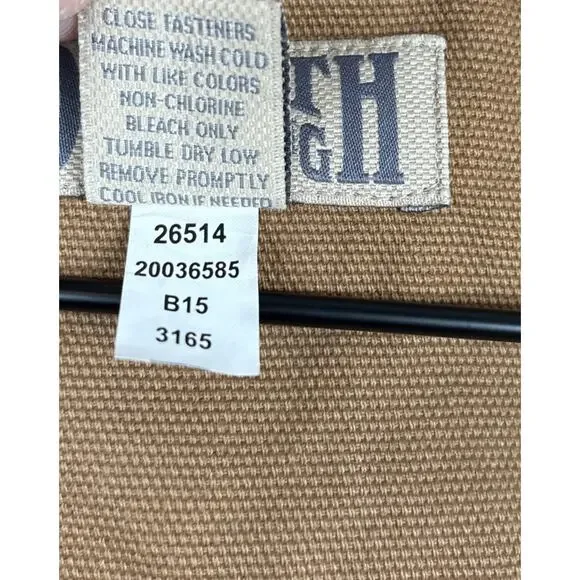 CLOSE FASTENERS
MACHINE WASH COLD
WITH LIKE COLORS
NON-CHLORINE
BLEACH ONLY
TUMBLE DRY LOW
REMOVE PROMPTLY
COOL IRON IF NEEDED
TH
G
26514
20036585
B15
3165